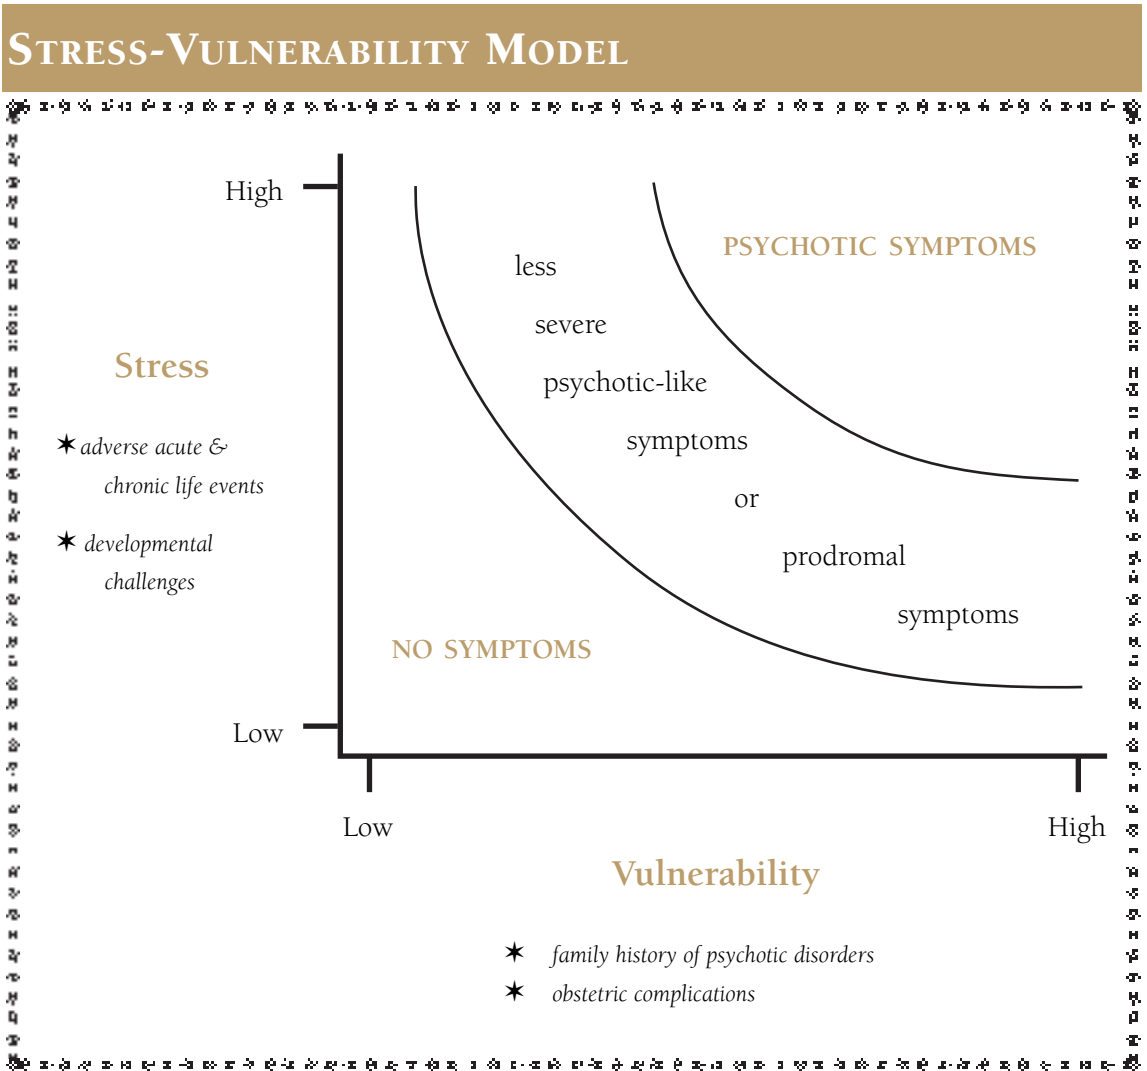 STRESS-VULNERABILITY MODEL
High
PSYCHOTIC SYMPTOMS
less
severe
Stress
psychotic-like
symptoms
✶ adverse acute &
chronic life events
or
✶ developmental
prodromal
challenges
symptoms
NO SYMPTOMS
Low
Low
High
Vulnerability
✶ family history of psychotic disorders
✶ obstetric complications